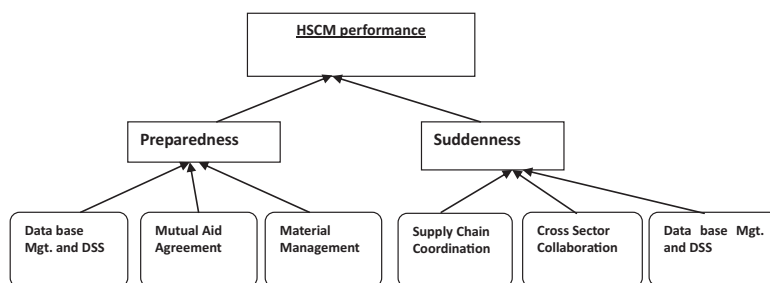 HSCM performance
Preparedness
Suddenness
Data base
Mgt. and DSS
Mutual Aid
Agreement
Material
Management
Supply Chain
Coordination
Cross Sector
Collaboration
Data base Mgt.
and DSS